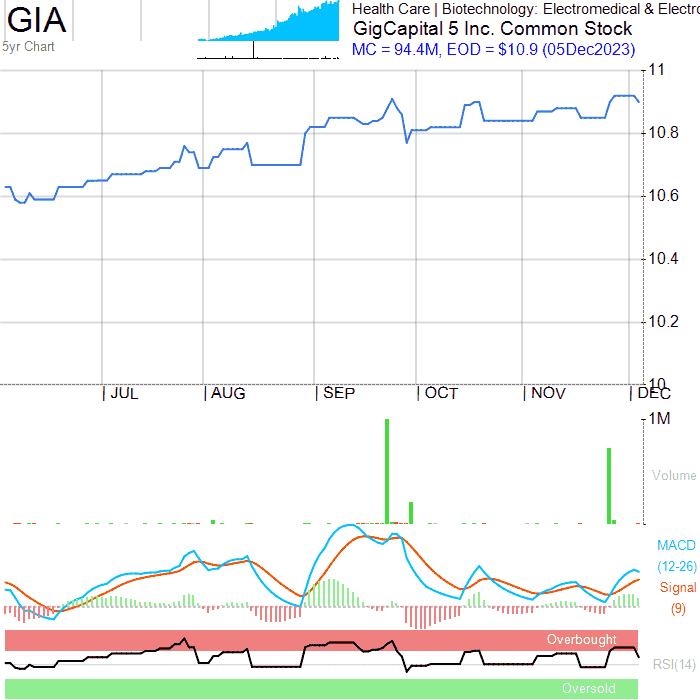 GIA
5yr Chart
Health Care | Biotechnology: Electromedical & Electro
GigCapital 5 Inc. Common Stock
MC = 94.4M, EOD = $10.9 (05Dec2023)
11
10.8
10.6
10.4
10.2
10
JUL AUG SEP OCT NOV DEC
1M
Volume
MACD
(12-26)
Signal
(9)
Overbought
RSI(14)
Oversold